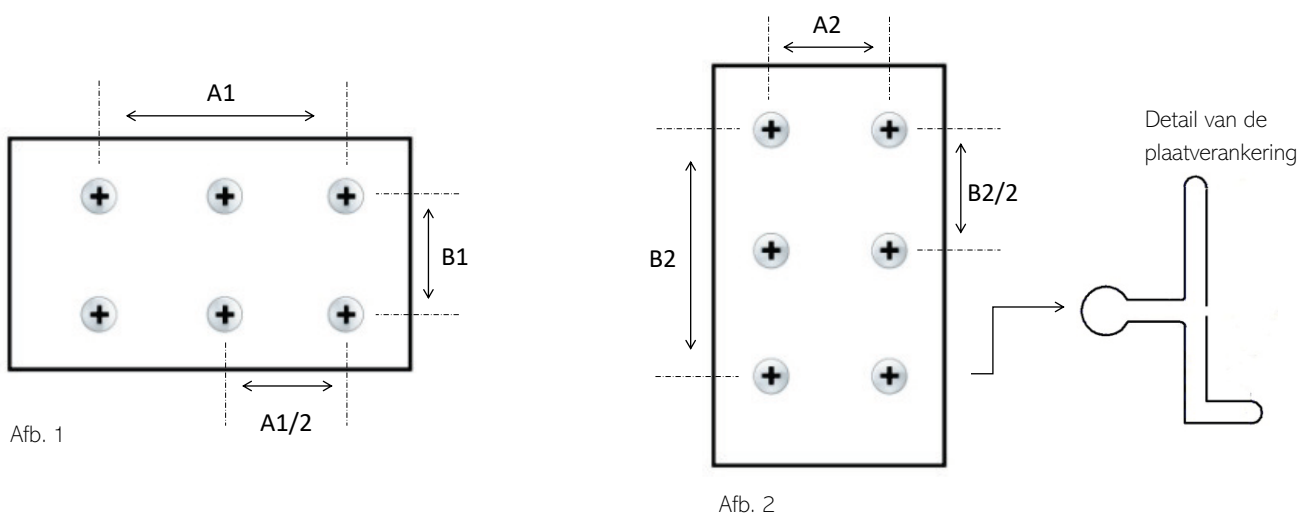 A1
B1
A1/2
Afb. 1
A2
B2/2
B2
Afb. 2
Detail van de
plaatverankering